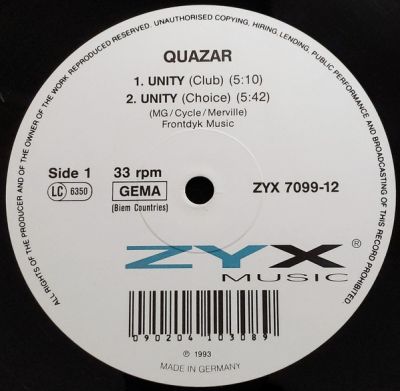 ALL RIGHTS OF THE PRODUCER AND OF THE OWNER OF THE WORK REPRODUCED RESERVED. UNAUTHORISED COPYING, HIRING, LENDING, PUBLIC PERFORMANCE AND BROADCASTING OF THIS RECORD PROHIBITED
QUAZAR
1. UNITY (Club) (5:10)
2. UNITY (Choice) (5:42)
(MG/Cycle/Merville)
Frontdyk Music
Side 1 33 rpm
LC 6350 GEMA ZYX 7099-12
(Biem Countries)
ZYX ®
MUSIC
090204 103089
℗ 1993
MADE IN GERMANY